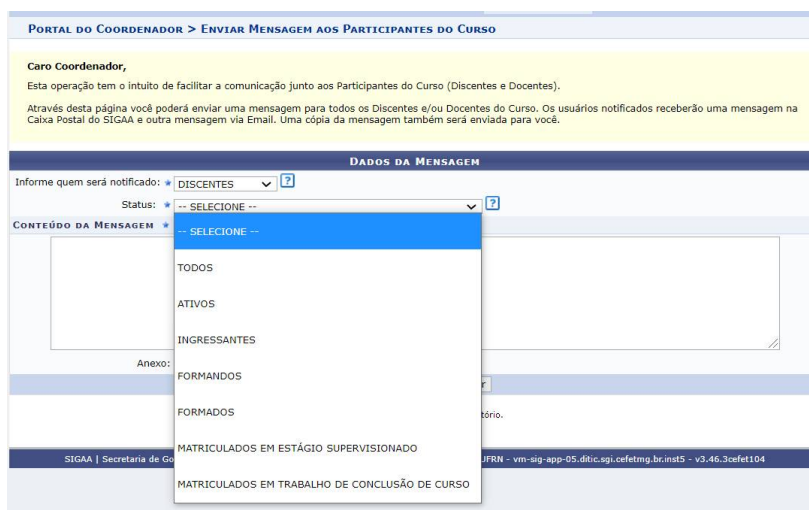 PORTAL DO COORDENADOR > ENVIAR MENSAGEM AOS PARTICIPANTES DO CURSO
Caro Coordenador,
Esta operação tem o intuito de facilitar a comunicação junto aos Participantes do Curso (Discentes e Docentes).
Através desta página você poderá enviar uma mensagem para todos os Discentes e/ou Docentes do Curso. Os usuários notificados receberão uma mensagem na
Caixa Postal do SIGAA e outra mensagem via Email. Uma cópia da mensagem também será enviada para você.
DADOS DA MENSAGEM
Informe quem será notificado: DISCENTES ?
Status: -- SELECIONE -- ?
CONTEÚDO DA MENSAGEM
-- SELECIONE --
TODOS
ATIVOS
INGRESSANTES
FORMANDOS
FORMADOS
MATRICULADOS EM ESTÁGIO SUPERVISIONADO
MATRICULADOS EM TRABALHO DE CONCLUSÃO DE CURSO
Anexo:
r
tório.
SIGAA | Secretaria de Go
UFRN - vm-sig-app-05.ditic.sgi.cefetmg.br.inst5 - v3.46.3cefet104